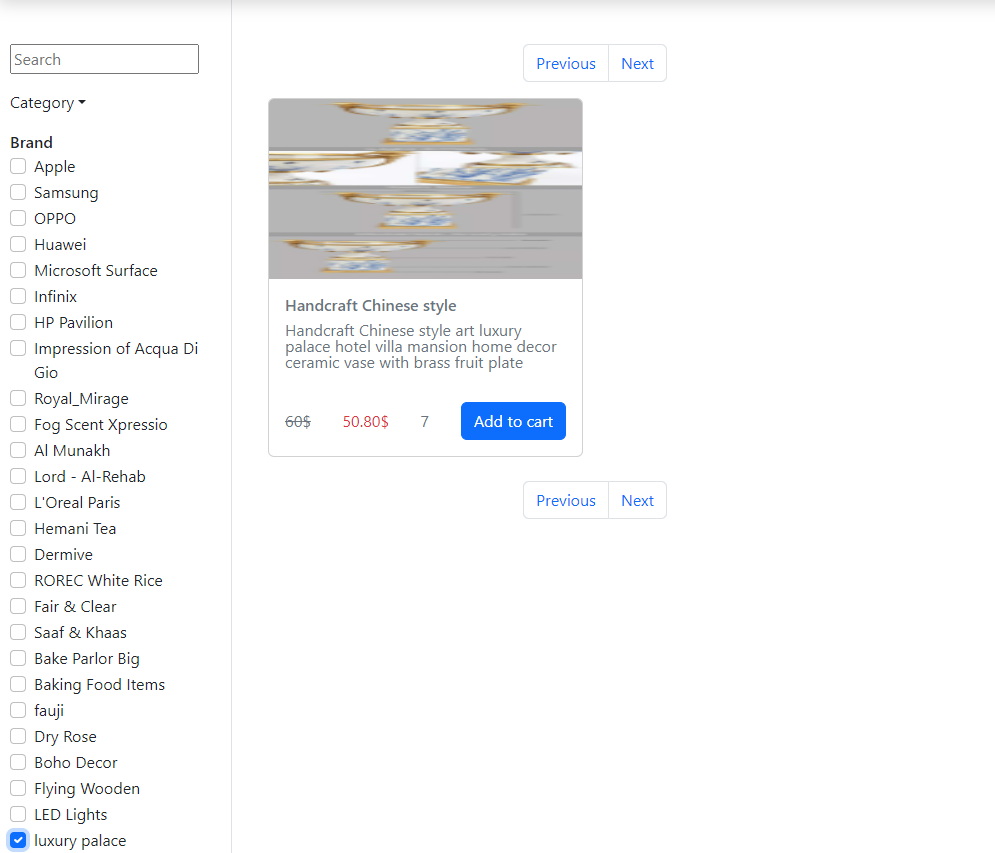 Search
Category
Brand
Apple
Samsung
OPPO
Huawei
Microsoft Surface
Infinix
HP Pavilion
Impression of Acqua Di
Gio
Royal_Mirage
Fog Scent Xpressio
Al Munakh
Lord - Al-Rehab
L'Oreal Paris
Hemani Tea
Dermive
ROREC White Rice
Fair & Clear
Saaf & Khaas
Bake Parlor Big
Baking Food Items
fauji
Dry Rose
Boho Decor
Flying Wooden
LED Lights
luxury palace
Previous Next
Handcraft Chinese style
Handcraft Chinese style art luxury
palace hotel villa mansion home decor
ceramic vase with brass fruit plate
60$ 50.80$ 7 Add to cart
Previous Next